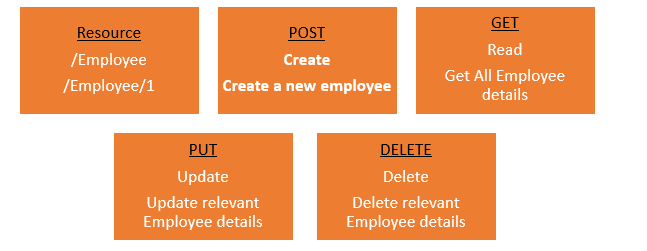 Resource
/Employee
/Employee/1
POST
Create
Create a new employee
GET
Read
Get All Employee
details
PUT
Update
Update relevant
Employee details
DELETE
Delete
Delete relevant
Employee details